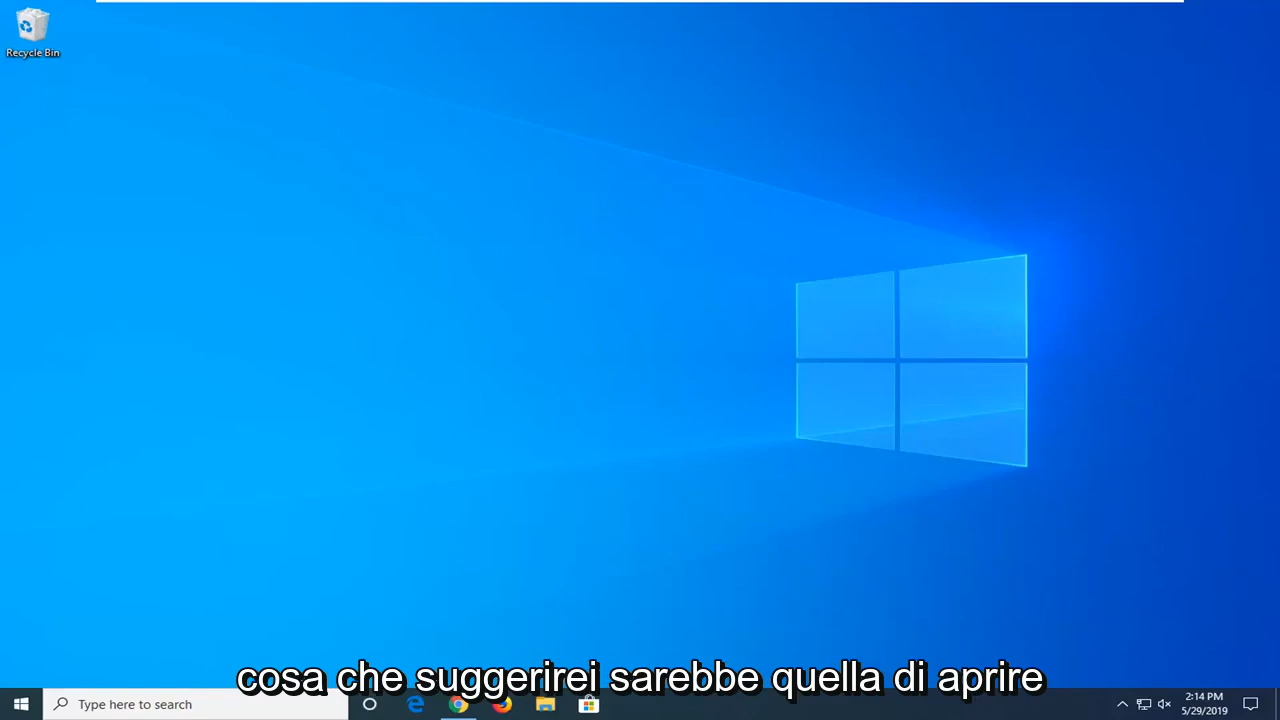 Recycle Bin
cosa che suggerirei sarebbe quella di aprire
Type here to search
2:14 PM
5/29/2019